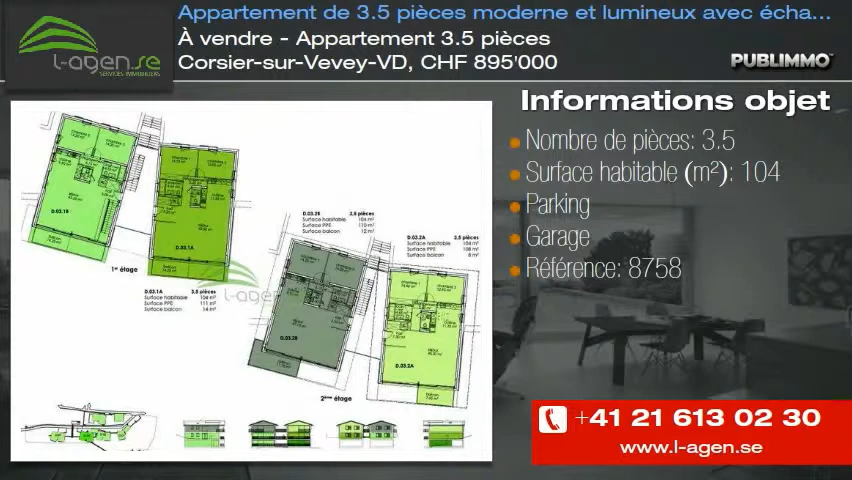 Appartement de 3.5 pièces moderne et lumineux avec écha...
À vendre - Appartement 3.5 pièces
Corsier-sur-Vevey-VD, CHF 895'000
l-agen.se
SERVICES IMMOBILIERS
PUBLIMMO
Informations objet
Nombre de pièces: 3.5
Surface habitable (m²): 104
Parking
Garage
Référence: 8758
D.03.1B
D.03.1A
1er étage
D.03.1A 3.5 pièces
Surface habitable 104 m²
Surface PPE 111 m²
Surface balcon 14 m²
l-agen
D.03.2B 3.5 pièces
Surface habitable 104 m²
Surface PPE 110 m²
Surface balcon 12 m²
D.03.2A 3.5 pièces
Surface habitable 104 m²
Surface PPE 108 m²
Surface balcon 8 m²
D.03.2B
D.03.2A
2ème étage
+41 21 613 02 30
www.l-agen.se